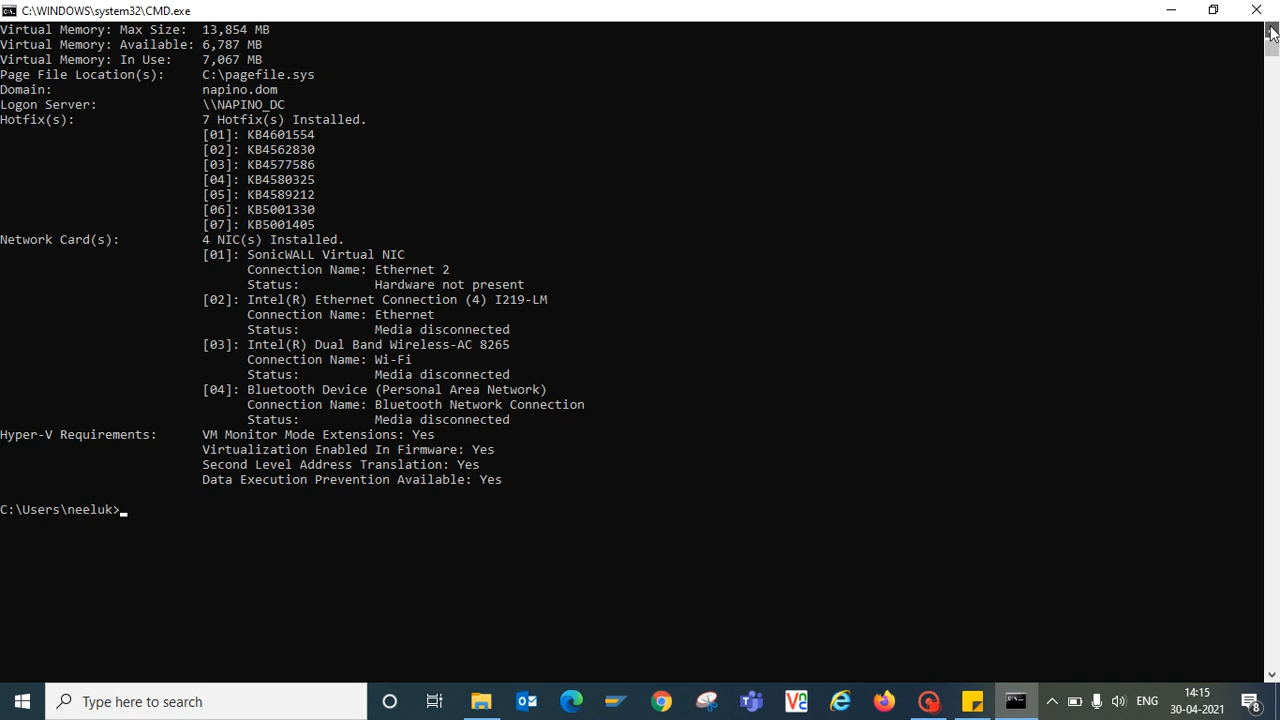 C:\WINDOWS\system32\CMD.exe
Virtual Memory: Max Size:  13,854 MB
Virtual Memory: Available: 6,787 MB
Virtual Memory: In Use:    7,067 MB
Page File Location(s):     C:\pagefile.sys
Domain:                    napino.dom
Logon Server:              \\NAPINO_DC
Hotfix(s):                 7 Hotfix(s) Installed.
                           [01]: KB4601554
                           [02]: KB4562830
                           [03]: KB4577586
                           [04]: KB4580325
                           [05]: KB4589212
                           [06]: KB5001330
                           [07]: KB5001405
Network Card(s):           4 NIC(s) Installed.
                           [01]: SonicWALL Virtual NIC
                                 Connection Name: Ethernet 2
                                 Status:          Hardware not present
                           [02]: Intel(R) Ethernet Connection (4) I219-LM
                                 Connection Name: Ethernet
                                 Status:          Media disconnected
                           [03]: Intel(R) Dual Band Wireless-AC 8265
                                 Connection Name: Wi-Fi
                                 Status:          Media disconnected
                           [04]: Bluetooth Device (Personal Area Network)
                                 Connection Name: Bluetooth Network Connection
                                 Status:          Media disconnected
Hyper-V Requirements:      VM Monitor Mode Extensions: Yes
                           Virtualization Enabled In Firmware: Yes
                           Second Level Address Translation: Yes
                           Data Execution Prevention Available: Yes
C:\Users\neeluk>
Type here to search
ENG
14:15
30-04-2021
8